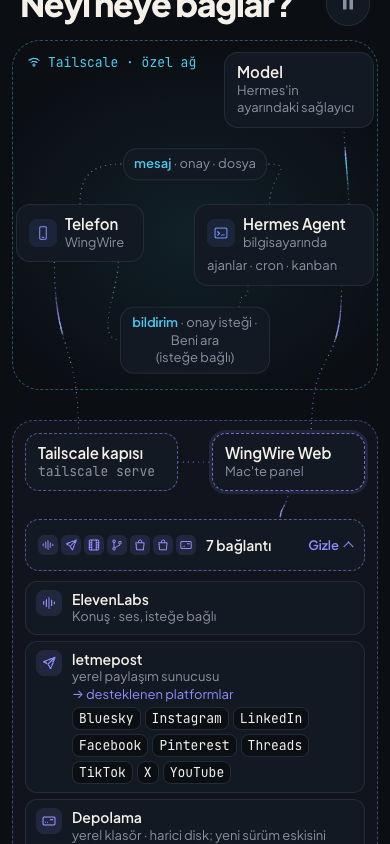 Neyi neye bağlar?
Tailscale · özel ağ
Model
Hermes'in
ayarındaki sağlayıcı
mesaj · onay · dosya
Telefon
WingWire
Hermes Agent
bilgisayarında
ajanlar · cron · kanban
bildirim · onay isteği ·
Beni ara
(isteğe bağlı)
Tailscale kapısı
tailscale serve
WingWire Web
Mac'te panel
7 bağlantı
Gizle
ElevenLabs
Konuş · ses, isteğe bağlı
letmepost
yerel paylaşım sunucusu
→ desteklenen platformlar
Bluesky Instagram LinkedIn
Facebook Pinterest Threads
TikTok X YouTube
Depolama
yerel klasör · harici disk; yeni sürüm eskisini